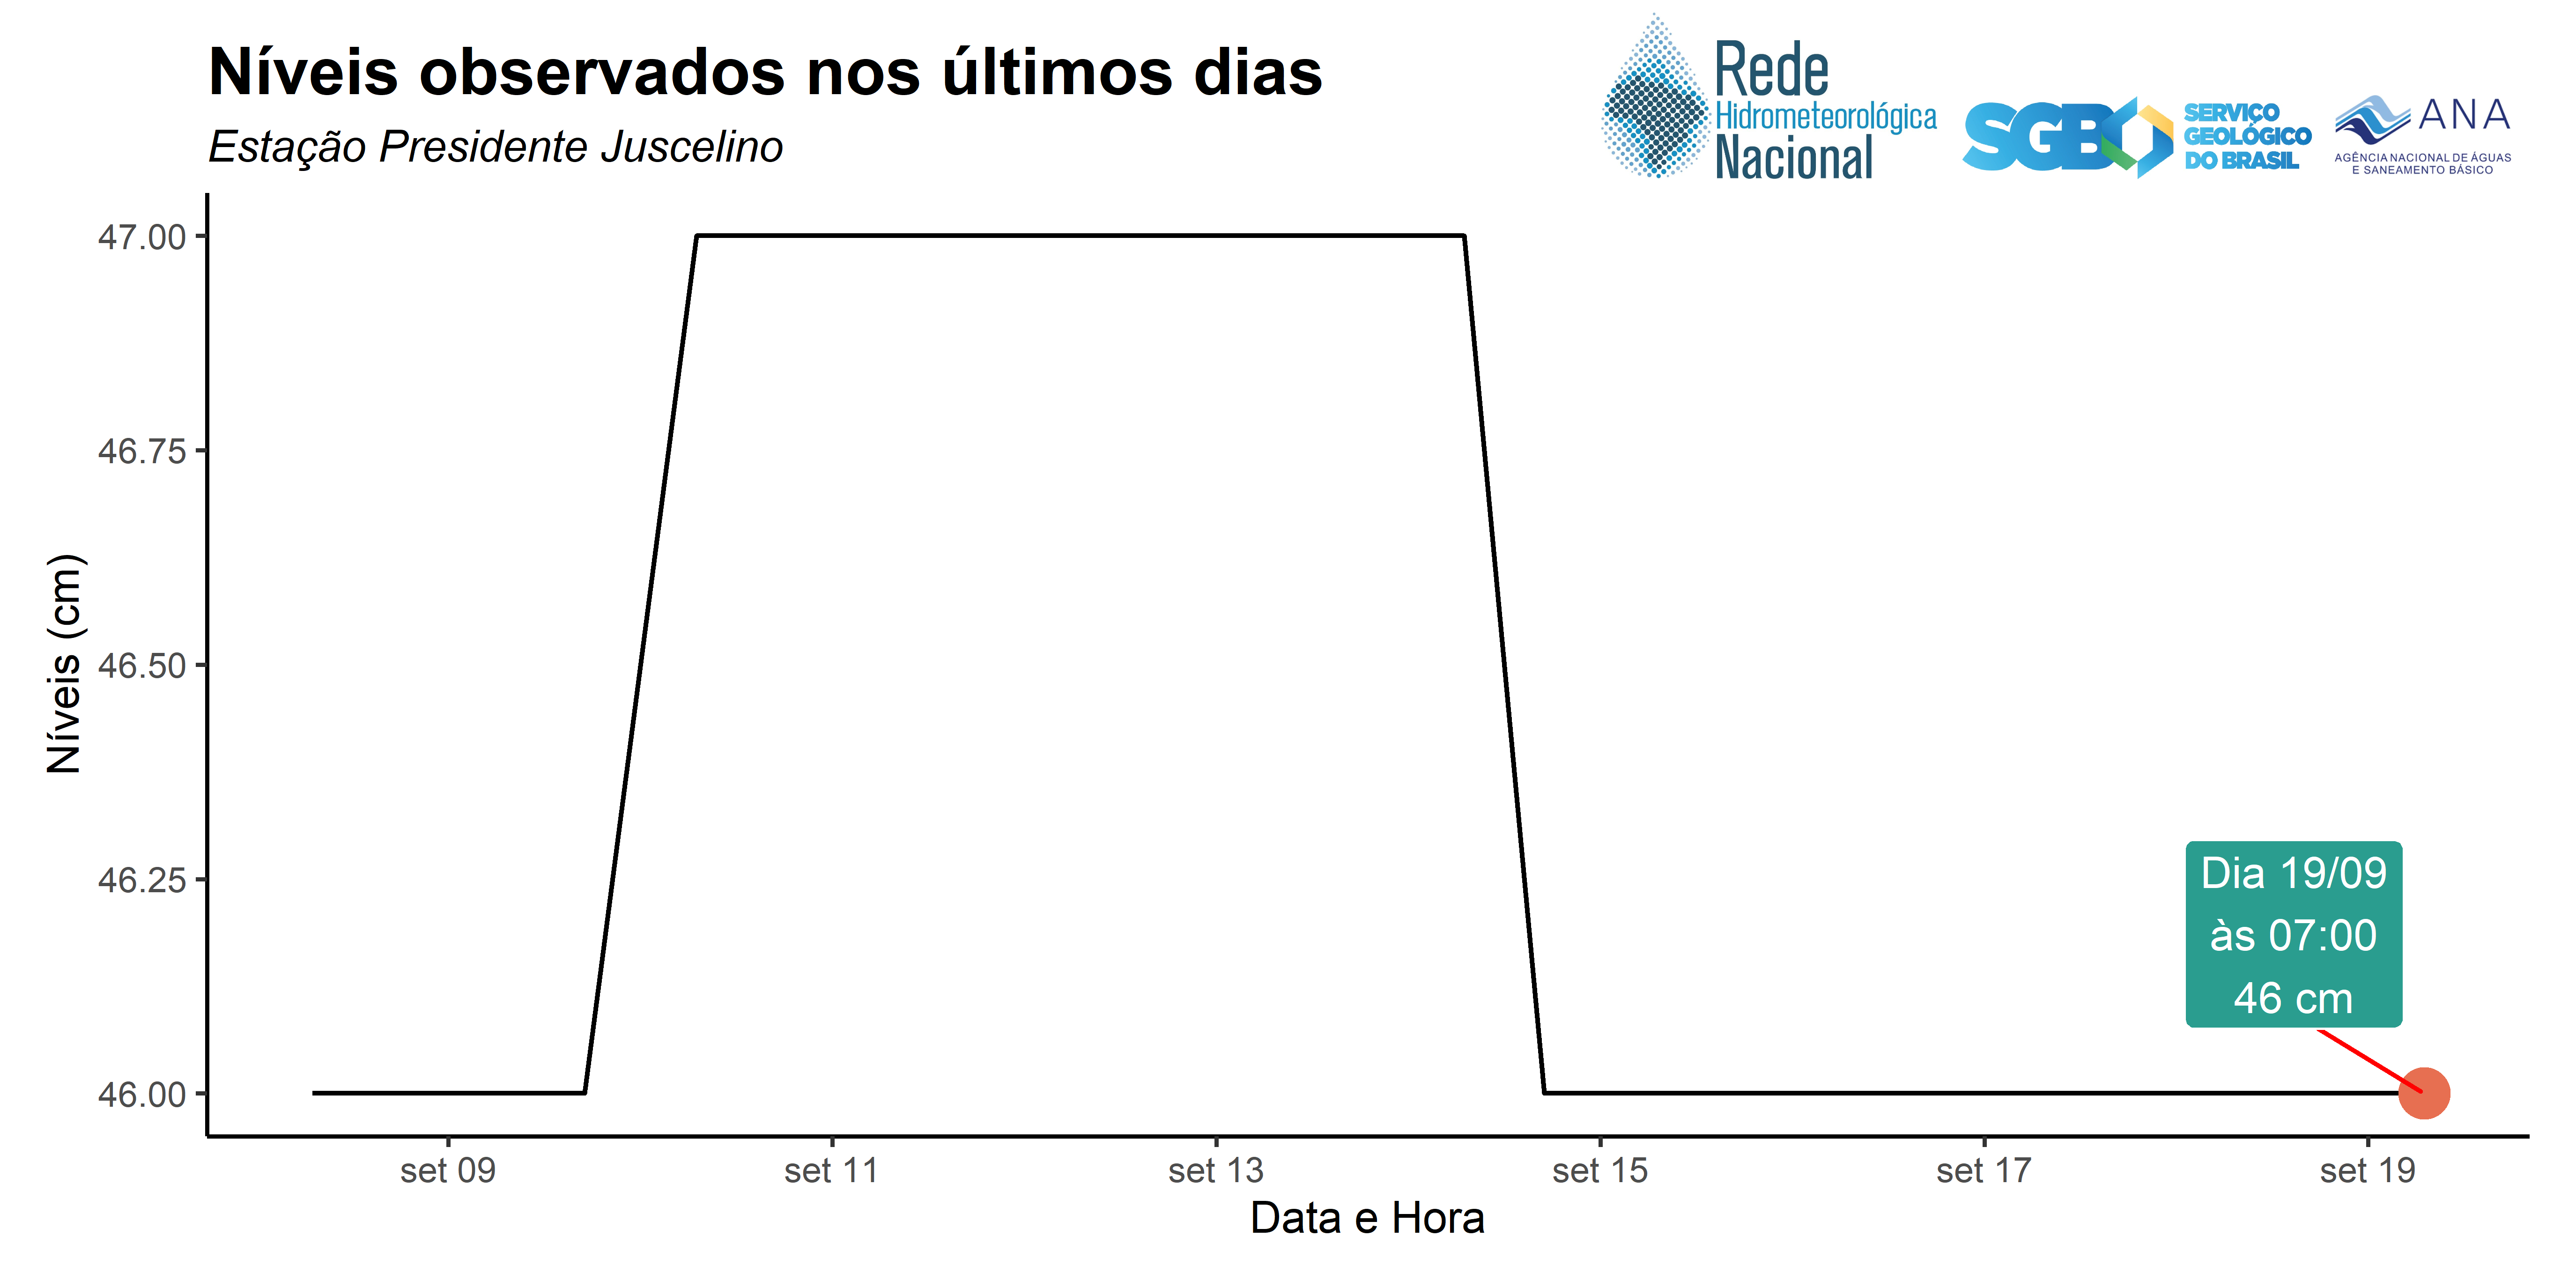 Níveis observados nos últimos dias
Estação Presidente Juscelino
Rede
Hidrometeorológica
Nacional
SGB
SERVIÇO
GEOLÓGICO
DO BRASIL
ANA
AGÊNCIA NACIONAL DE ÁGUAS
E SANEAMENTO BÁSICO
Níveis (cm)
47.00
46.75
46.50
46.25
46.00
Dia 19/09
às 07:00
46 cm
set 09
set 11
set 13
set 15
set 17
set 19
Data e Hora